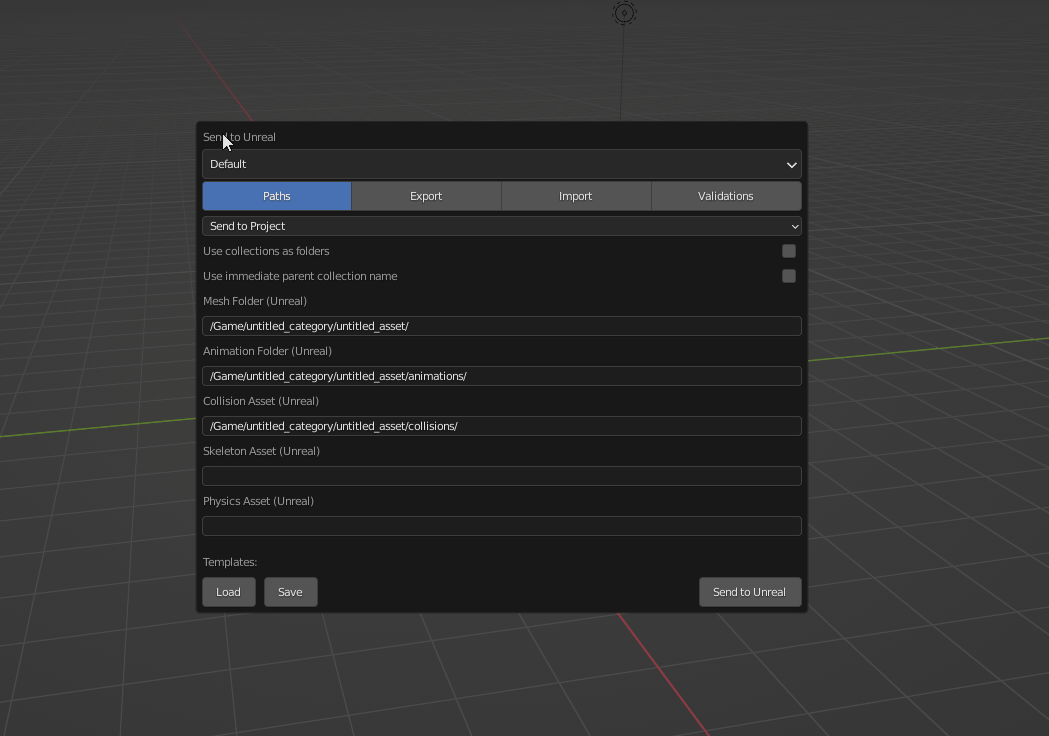 Send to Unreal
Default
Paths Export Import Validations
Send to Project
Use collections as folders
Use immediate parent collection name
Mesh Folder (Unreal)
/Game/untitled_category/untitled_asset/
Animation Folder (Unreal)
/Game/untitled_category/untitled_asset/animations/
Collision Asset (Unreal)
/Game/untitled_category/untitled_asset/collisions/
Skeleton Asset (Unreal)
Physics Asset (Unreal)
Templates:
Load Save Send to Unreal